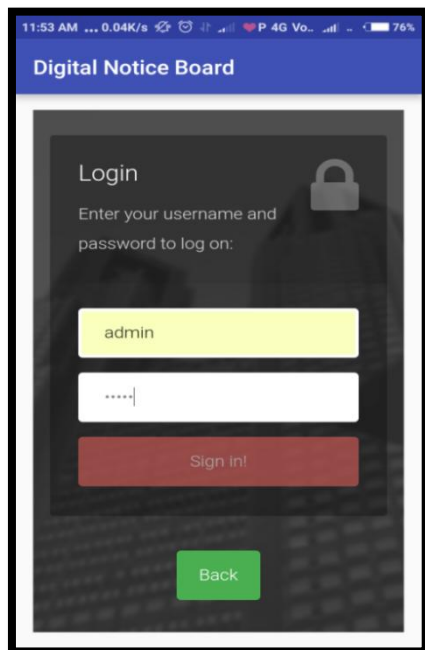 11:53 AM ... 0.04K/s P 4G Vo.. .. 76%
Digital Notice Board
Login
Enter your username and
password to log on:
admin
•••••
Sign in!
Back